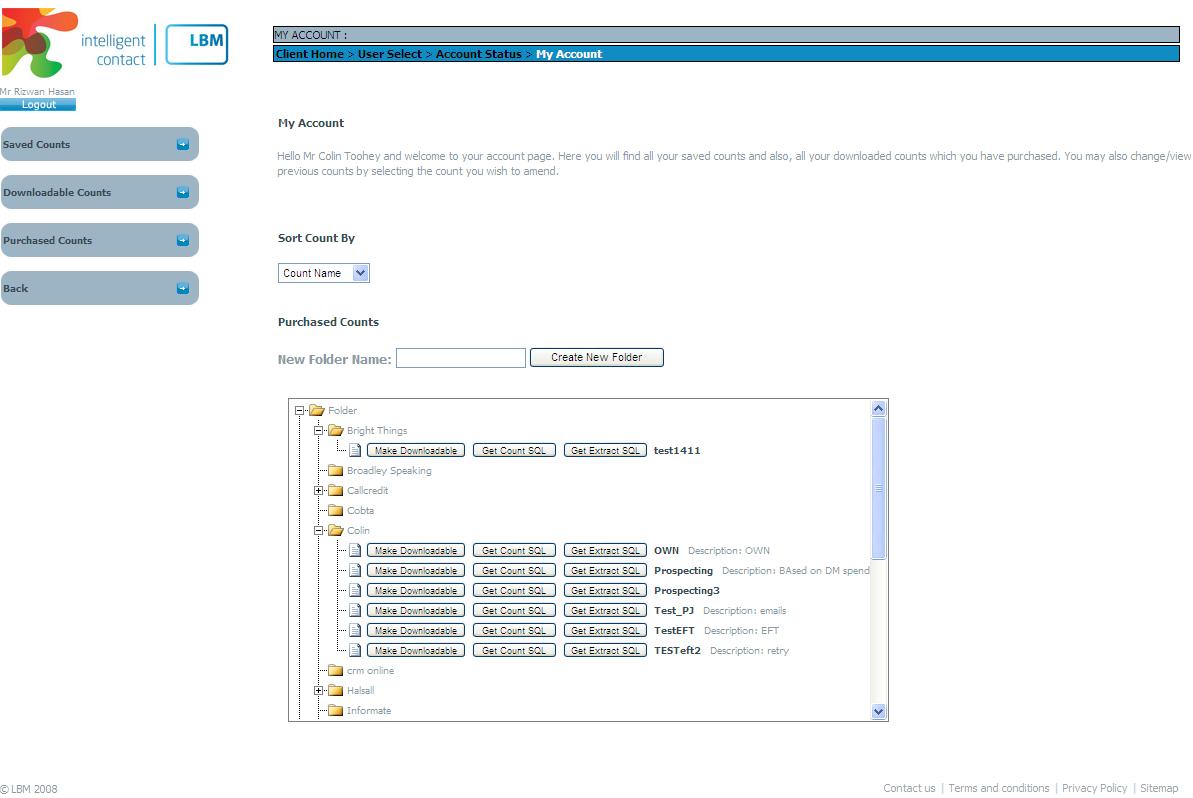 intelligent
contact
LBM
Mr Rizwan Hasan
Logout
MY ACCOUNT :
Client Home > User Select > Account Status > My Account
Saved Counts
Downloadable Counts
Purchased Counts
Back
My Account
Hello Mr Colin Toohey and welcome to your account page. Here you will find all your saved counts and also, all your downloaded counts which you have purchased. You may also change/view
previous counts by selecting the count you wish to amend.
Sort Count By
Count Name
Purchased Counts
New Folder Name: Create New Folder
Folder
Bright Things
Make Downloadable Get Count SQL Get Extract SQL test1411
Broadley Speaking
Callcredit
Cobta
Colin
Make Downloadable Get Count SQL Get Extract SQL OWN Description: OWN
Make Downloadable Get Count SQL Get Extract SQL Prospecting Description: BAsed on DM spend
Make Downloadable Get Count SQL Get Extract SQL Prospecting3
Make Downloadable Get Count SQL Get Extract SQL Test_PJ Description: emails
Make Downloadable Get Count SQL Get Extract SQL TestEFT Description: EFT
Make Downloadable Get Count SQL Get Extract SQL TESTeft2 Description: retry
crm online
Halsall
Informate
© LBM 2008
Contact us | Terms and conditions | Privacy Policy | Sitemap